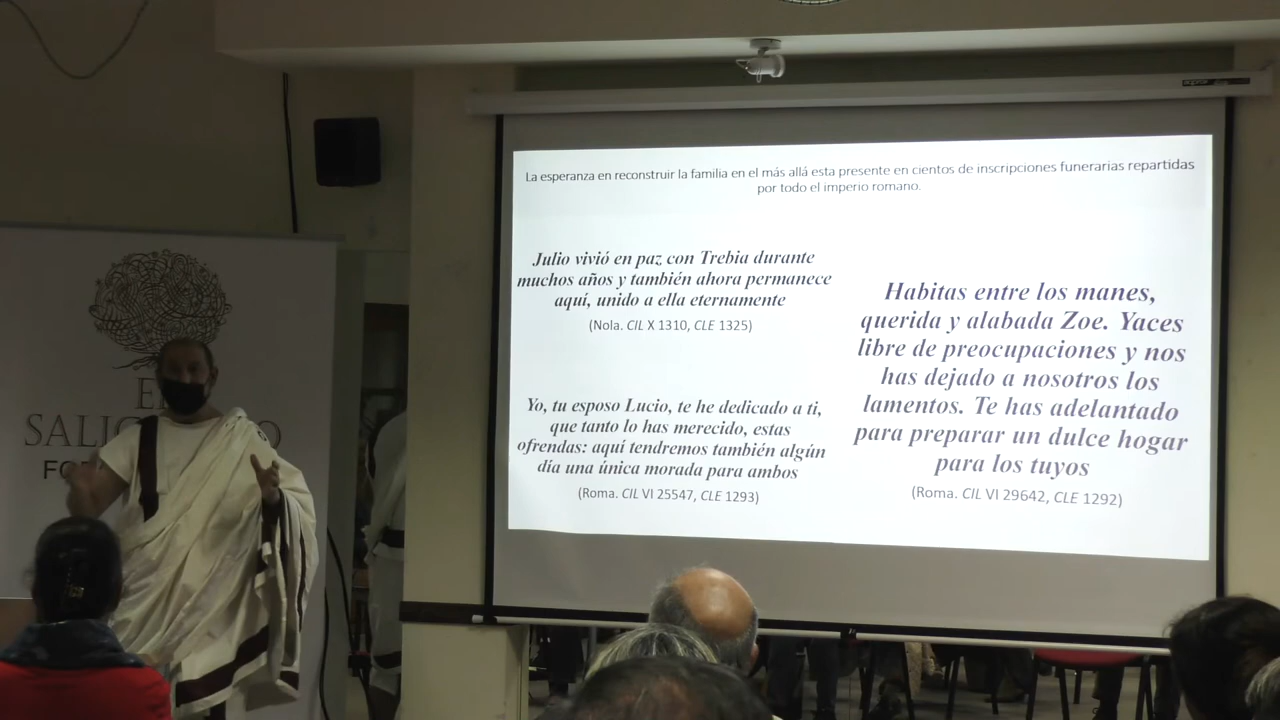 La esperanza en reconstruir la familia en el más allá esta presente en cientos de inscripciones funerarias repartidas
por todo el imperio romano.
Julio vivió en paz con Trebia durante
muchos años y también ahora permanece
aquí, unido a ella eternamente
(Nola. CIL X 1310, CLE 1325)
Yo, tu esposo Lucio, te he dedicado a ti,
que tanto lo has merecido, estas
ofrendas: aquí tendremos también algún
día una única morada para ambos
(Roma. CIL VI 25547, CLE 1293)
Habitas entre los manes,
querida y alabada Zoe. Yaces
libre de preocupaciones y nos
has dejado a nosotros los
lamentos. Te has adelantado
para preparar un dulce hogar
para los tuyos
(Roma. CIL VI 29642, CLE 1292)